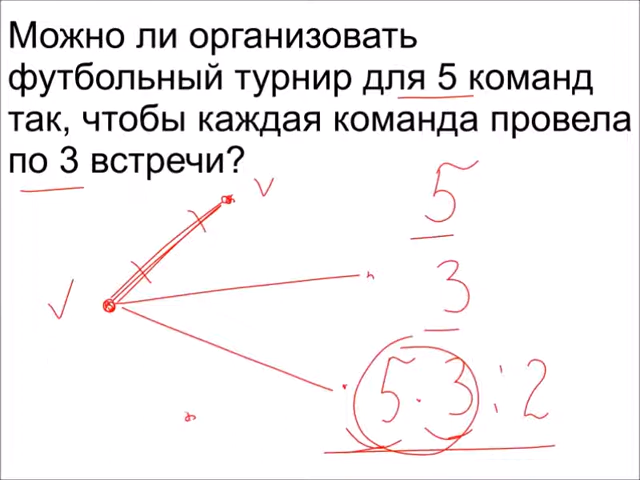 Можно ли организовать
футбольный турнир для 5 команд
так, чтобы каждая команда провела
по 3 встречи?
5
3
5·3:2